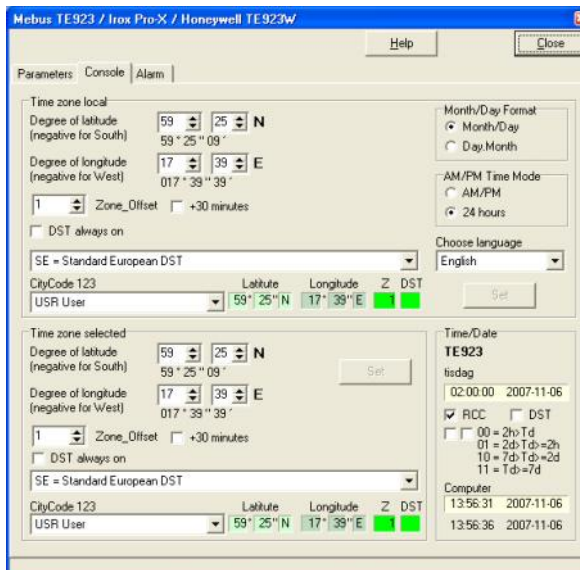 Mebus TE923 / Irox Pro-X / Honeywell TE923W
Help
Close
Parameters
Console
Alarm
Time zone local
Degree of latitude
(negative for South)
59 25 N
59 ° 25 '' 09 ´
Degree of longitude
(negative for West)
17 39 E
017 ° 39 '' 39 ´
1 Zone_Offset +30 minutes
DST always on
SE = Standard European DST
CityCode 123 Latitute Longitude Z DST
USR User 59° 25'' N 17° 39'' E 1
Month/Day Format
Month/Day
Day.Month
AM/PM Time Mode
AM/PM
24 hours
Choose language
English
Set
Time zone selected
Degree of latitude
(negative for South)
59 25 N
59 ° 25 '' 09 ´
Set
Degree of longitude
(negative for West)
17 39 E
017 ° 39 '' 39 ´
1 Zone_Offset +30 minutes
DST always on
SE = Standard European DST
CityCode 123 Latitute Longitude Z DST
USR User 59° 25'' N 17° 39'' E 1
Time/Date
TE923
tisdag
02:00:00 2007-11-06
RCC DST
00 = 2h>Td
01 = 2d>Td>=2h
10 = 7d>Td>=2d
11 = Td>=7d
Computer
13:56:31 2007-11-06
13:56:36 2007-11-06